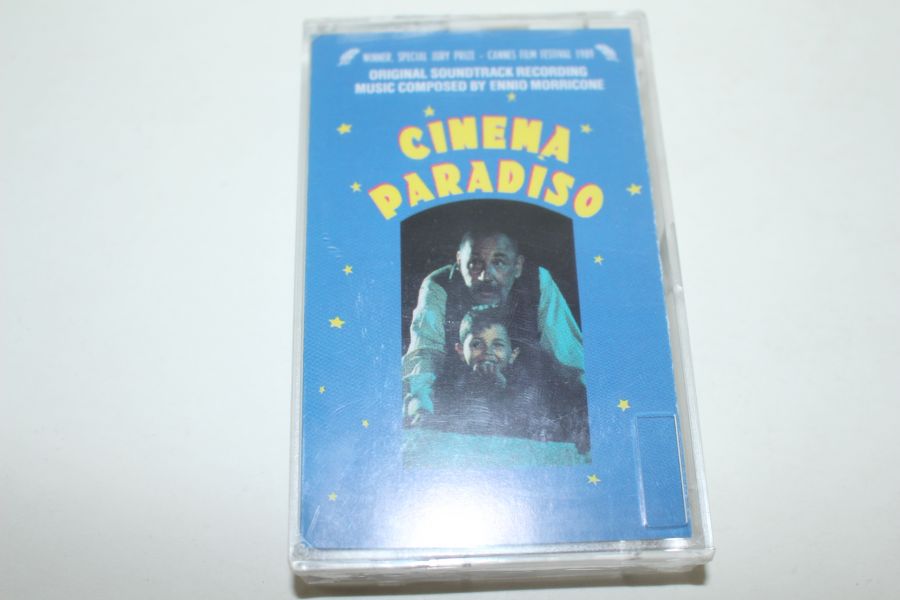 WINNER, SPECIAL JURY PRIZE - CANNES FILM FESTIVAL 1989
ORIGINAL SOUNDTRACK RECORDING
MUSIC COMPOSED BY ENNIO MORRICONE
CINEMA
PARADISO